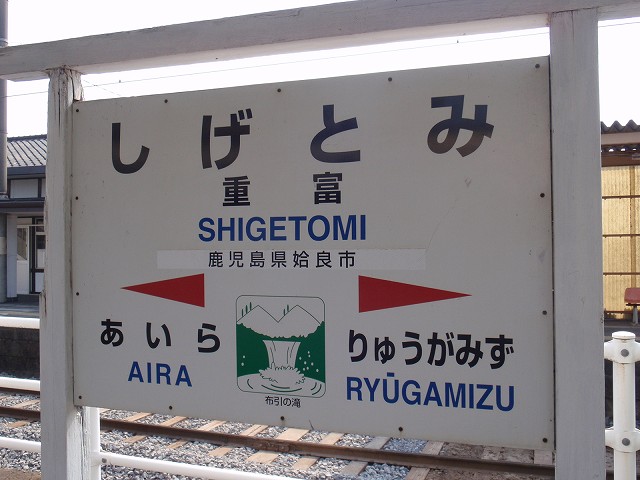 しげとみ
重富
SHIGETOMI
鹿児島県姶良市
あいら
りゅうがみず
AIRA
RYŪGAMIZU
布引の滝